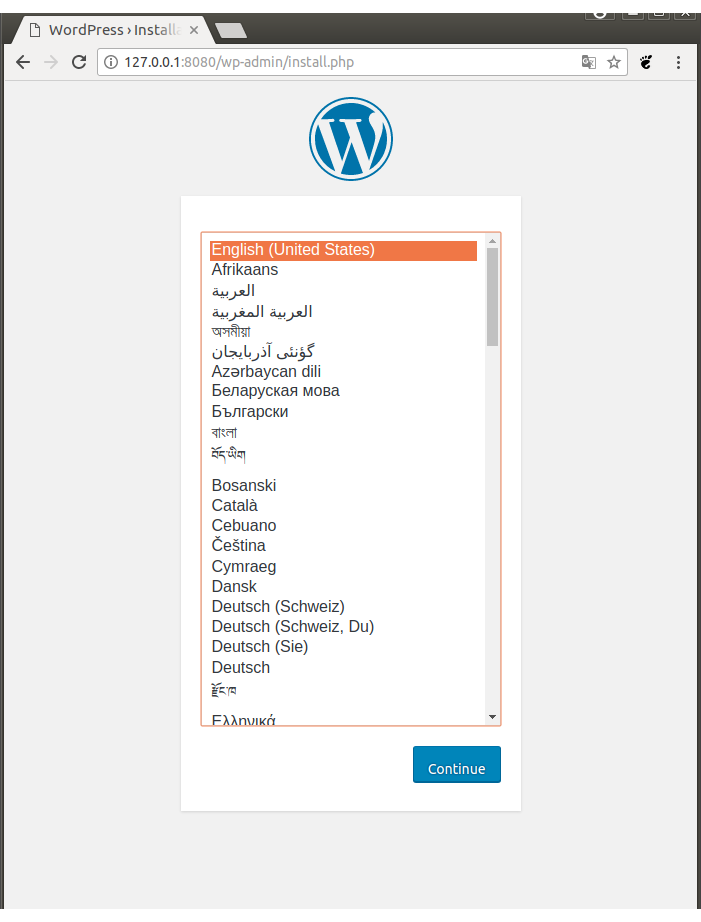 WordPress › Installa
127.0.0.1:8080/wp-admin/install.php
English (United States)
Afrikaans
العربية
العربية المغربية
অসমীয়া
گؤنئی آذربایجان
Azərbaycan dili
Беларуская мова
Български
বাংলা
བོད་ཡིག
Bosanski
Català
Cebuano
Čeština
Cymraeg
Dansk
Deutsch (Schweiz)
Deutsch (Schweiz, Du)
Deutsch (Sie)
Deutsch
རྫོང་ཁ
Ελληνικά
Continue